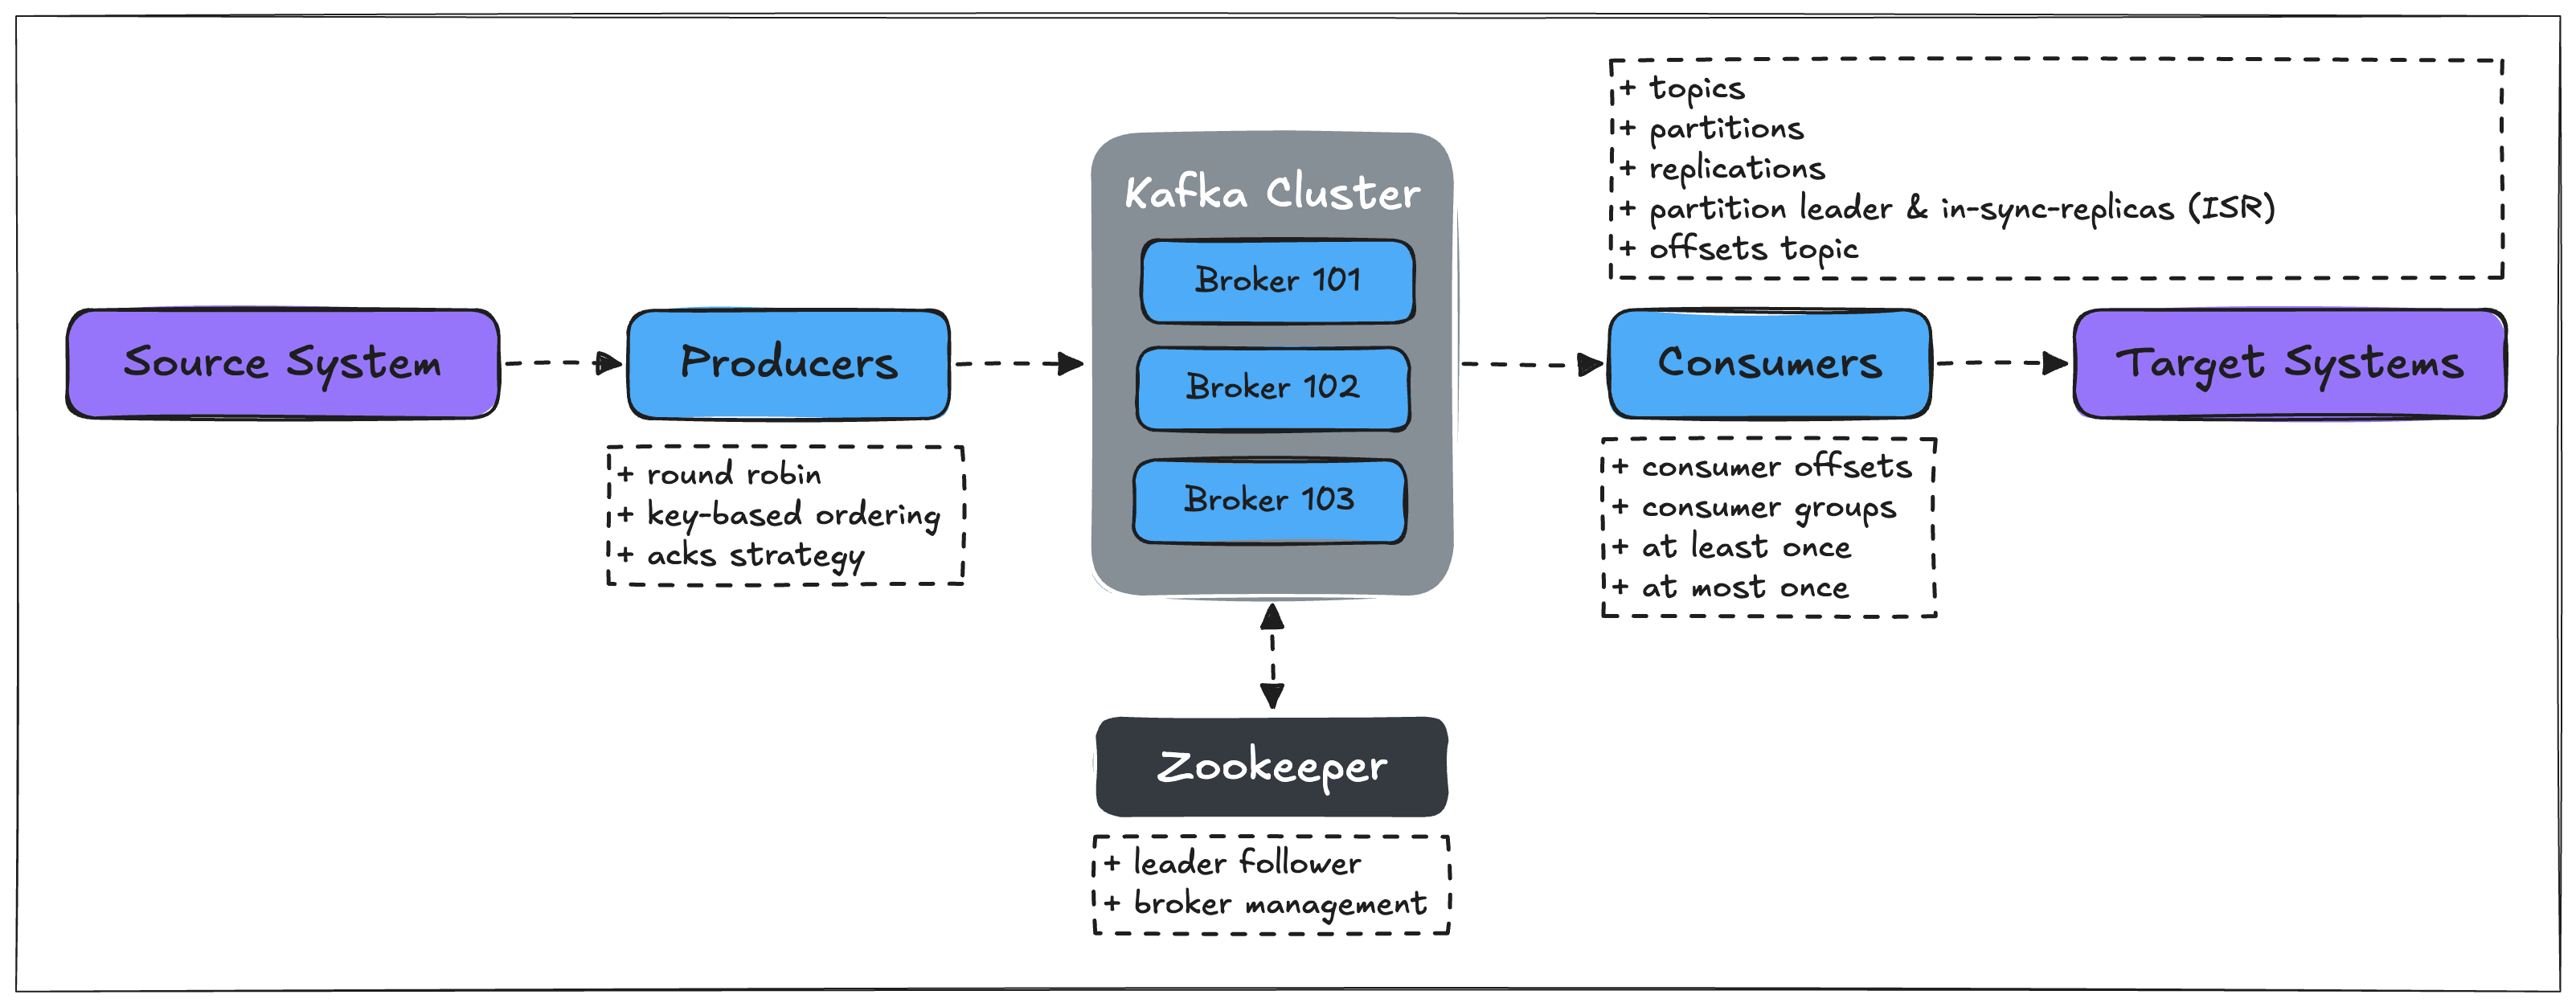 + topics
+ partitions
+ replications
+ partition leader & in-sync-replicas (ISR)
+ offsets topic
Kafka Cluster
Broker 101
Broker 102
Broker 103
Source System
Producers
Consumers
Target Systems
+ round robin
+ key-based ordering
+ acks strategy
+ consumer offsets
+ consumer groups
+ at least once
+ at most once
Zookeeper
+ leader follower
+ broker management